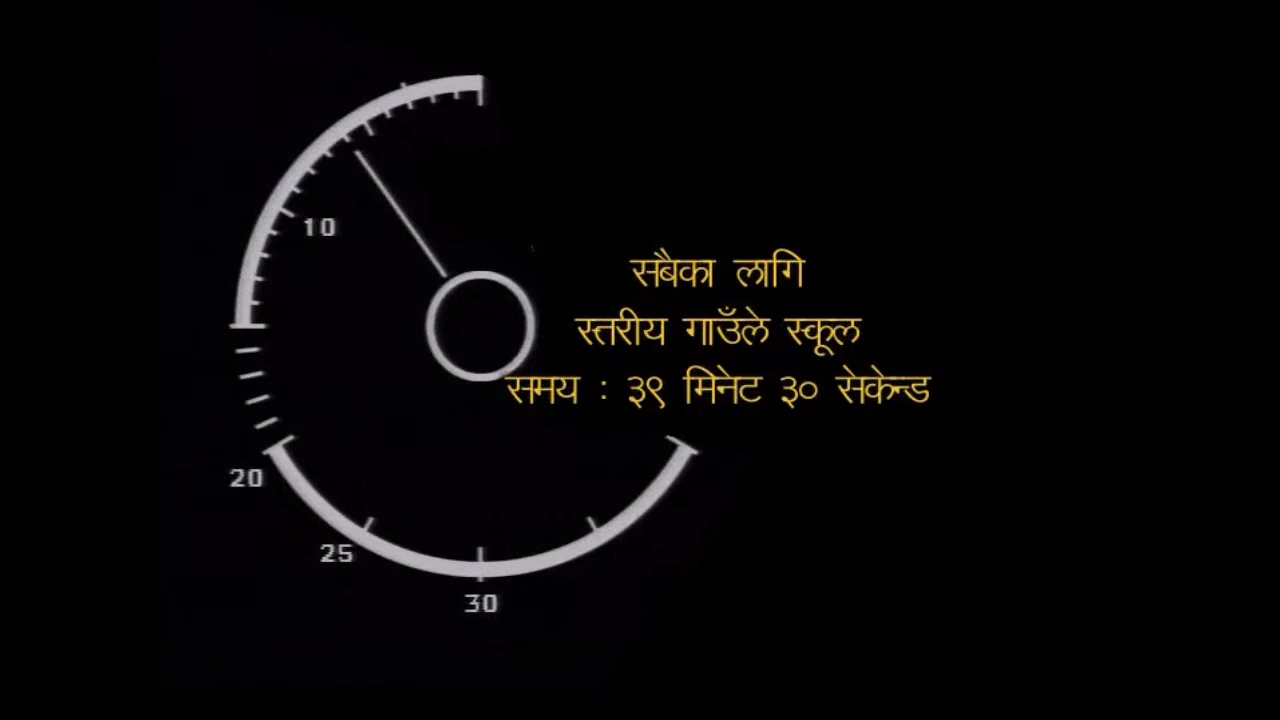 10
सबैका लागि
स्तरीय गाउँले स्कूल
समय : ३९ मिनेट ३० सेकेन्ड
20
25
30